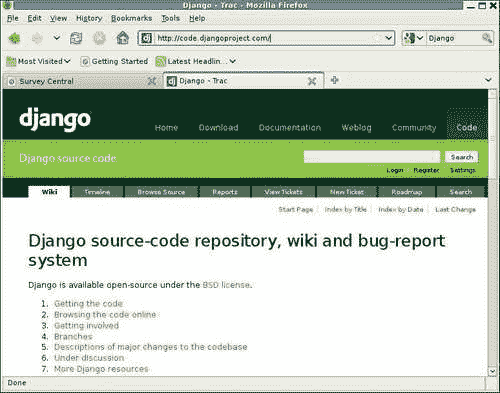 Django - Trac - Mozilla Firefox
File Edit View History Bookmarks Tools Help
http://code.djangoproject.com/
Django
Most Visited Getting Started Latest Headlin...
Survey Central
Django - Trac
django
Home Download Documentation Weblog Community Code
Django source code
Search
Login Register Settings
Wiki Timeline Browse Source Reports View Tickets New Ticket Roadmap Search
Start Page Index by Title Index by Date Last Change
Django source-code repository, wiki and bug-report
system
Django is available open-source under the BSD license.
1. Getting the code
2. Browsing the code online
3. Getting involved
4. Branches
5. Descriptions of major changes to the codebase
6. Under discussion
7. More Django resources
Done